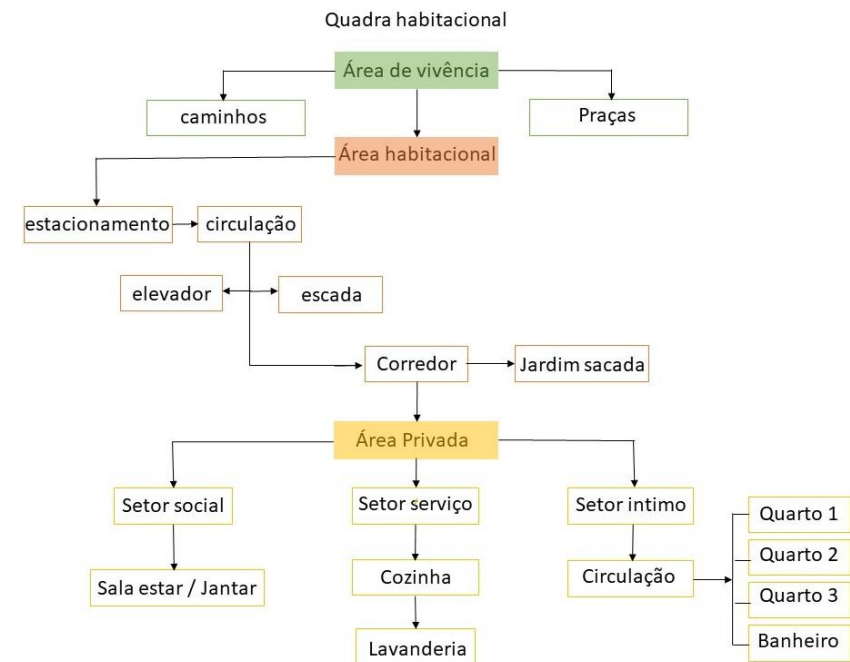 Quadra habitacional
Área de vivência
caminhos
Praças
Área habitacional
estacionamento
circulação
elevador
escada
Corredor
Jardim sacada
Área Privada
Setor social
Setor serviço
Setor intimo
Quarto 1
Quarto 2
Quarto 3
Banheiro
Sala estar / Jantar
Cozinha
Circulação
Lavanderia